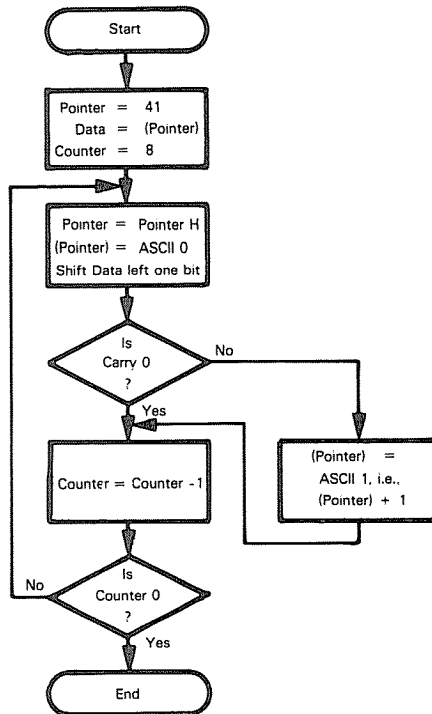 Start
Pointer = 41
Data = (Pointer)
Counter = 8
Pointer = Pointer H
(Pointer) = ASCII 0
Shift Data left one bit
Is
Carry 0
?
No
Yes
(Pointer) =
ASCII 1, i.e.,
(Pointer) + 1
Counter = Counter -1
Is
Counter 0
?
No
Yes
End